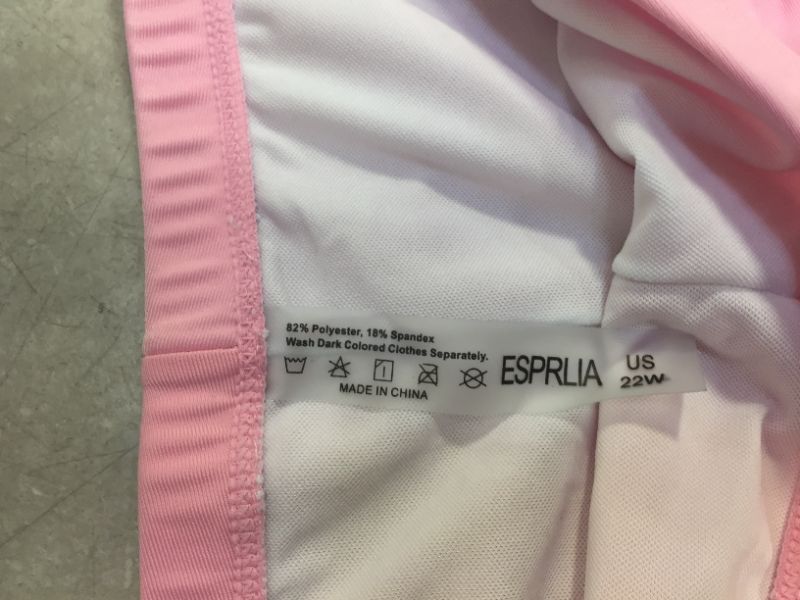 82% Polyester, 18% Spandex
Wash Dark Colored Clothes Separately.
MADE IN CHINA
ESPRLIA
US
22W